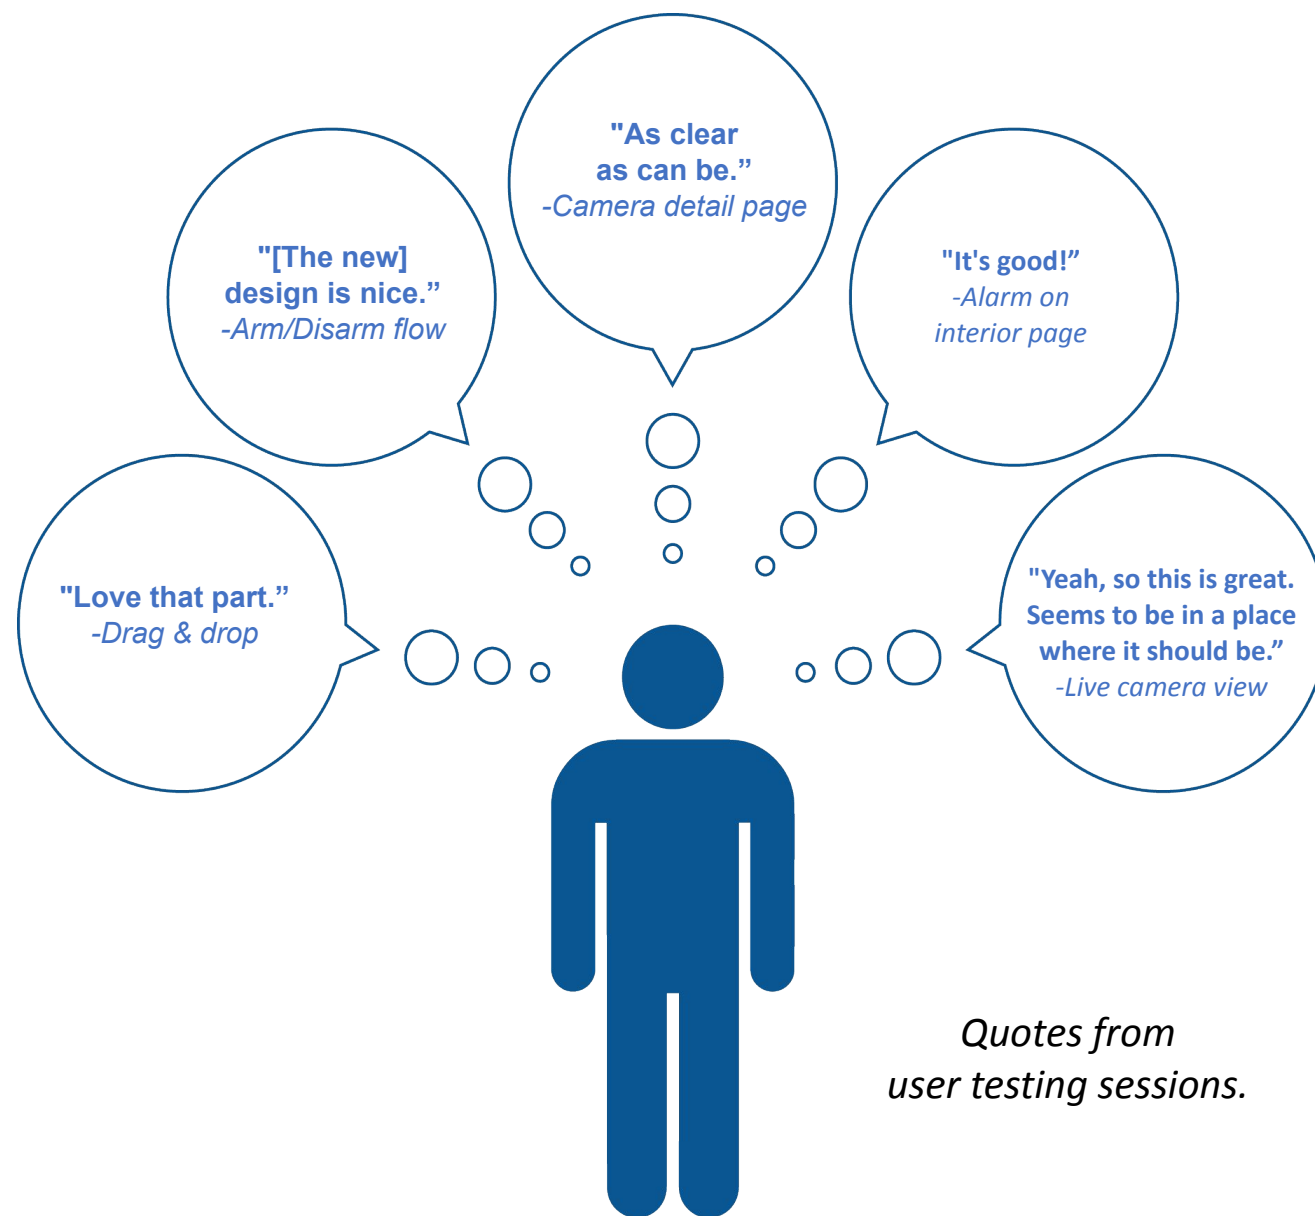 "As clear
as can be.”
-Camera detail page
"[The new]
design is nice.”
-Arm/Disarm flow
"It's good!”
-Alarm on
interior page
"Love that part.”
-Drag & drop
"Yeah, so this is great.
Seems to be in a place
where it should be.”
-Live camera view
Quotes from
user testing sessions.